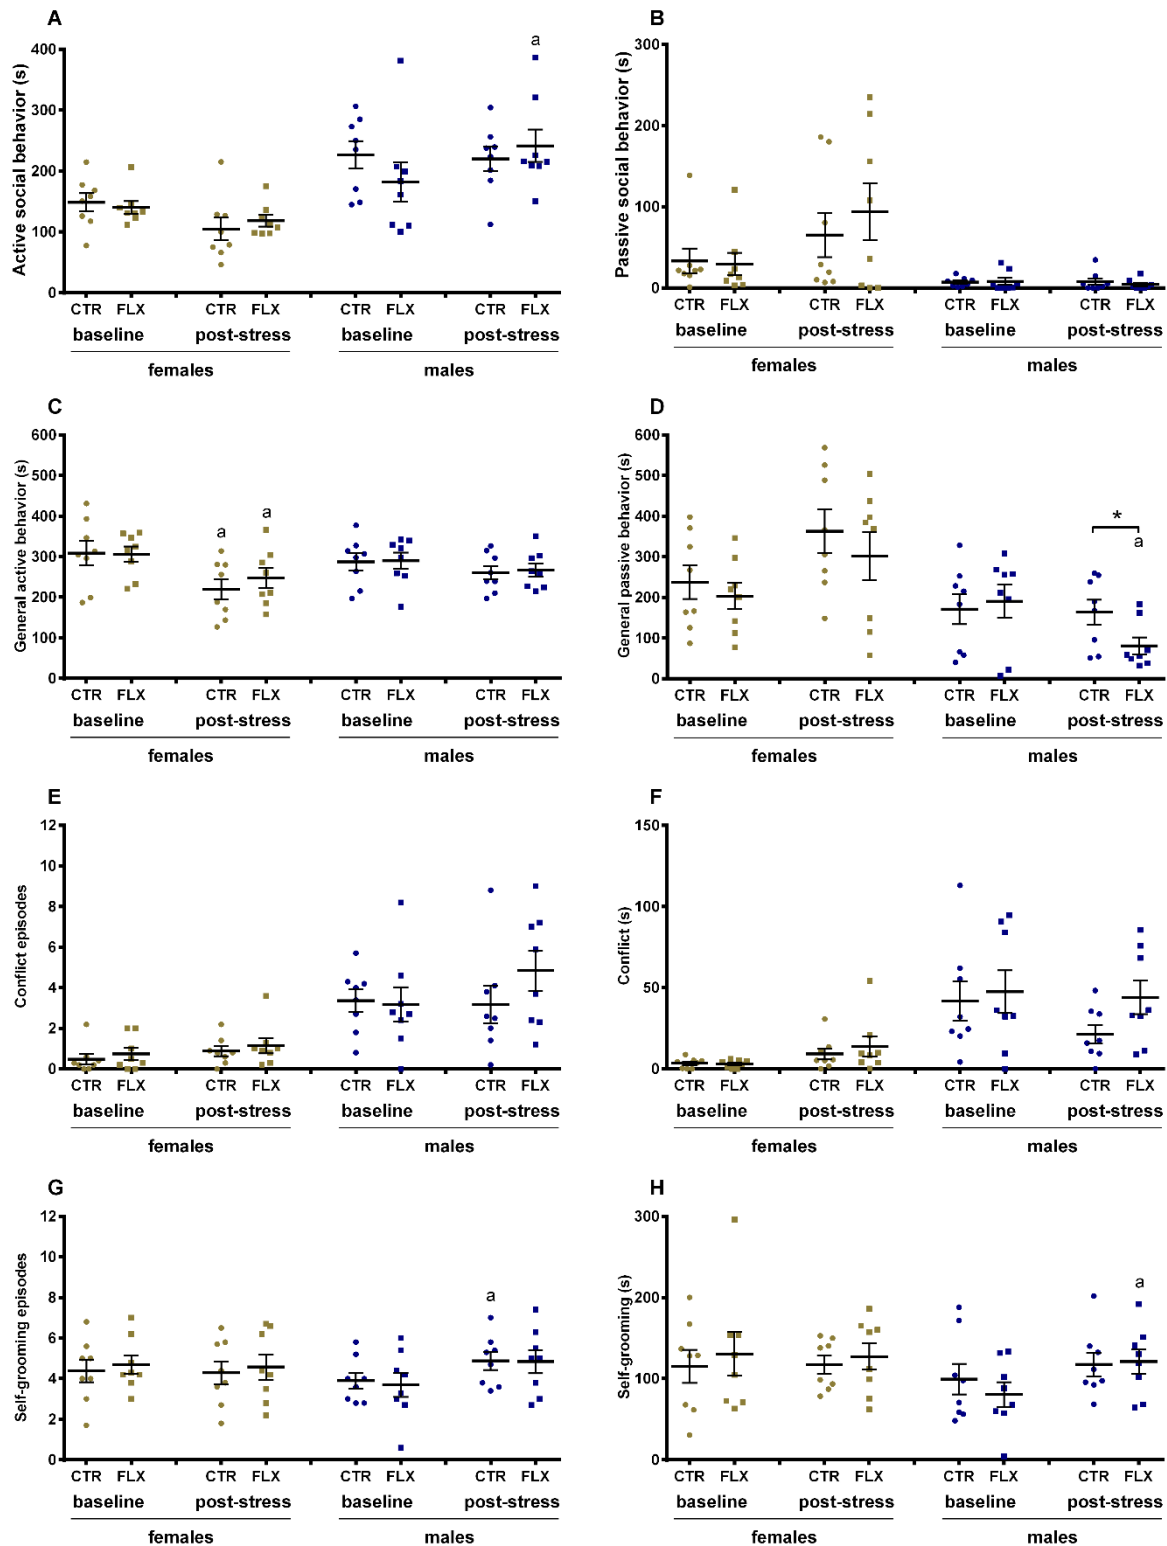 A
Active social behavior (s)
400
300
200
100
0
a
CTR FLX CTR FLX CTR FLX CTR FLX
baseline post-stress baseline post-stress
females males
B
Passive social behavior (s)
300
200
100
0
CTR FLX CTR FLX CTR FLX CTR FLX
baseline post-stress baseline post-stress
females males
C
General active behavior (s)
600
500
400
300
200
100
0
a a
CTR FLX CTR FLX CTR FLX CTR FLX
baseline post-stress baseline post-stress
females males
D
General passive behavior (s)
600
500
400
300
200
100
0
*
a
CTR FLX CTR FLX CTR FLX CTR FLX
baseline post-stress baseline post-stress
females males
E
Conflict episodes
12
10
8
6
4
2
0
CTR FLX CTR FLX CTR FLX CTR FLX
baseline post-stress baseline post-stress
females males
F
Conflict (s)
150
100
50
0
CTR FLX CTR FLX CTR FLX CTR FLX
baseline post-stress baseline post-stress
females males
G
Self-grooming episodes
12
10
8
6
4
2
0
a
CTR FLX CTR FLX CTR FLX CTR FLX
baseline post-stress baseline post-stress
females males
H
Self-grooming (s)
300
200
100
0
a
CTR FLX CTR FLX CTR FLX CTR FLX
baseline post-stress baseline post-stress
females males